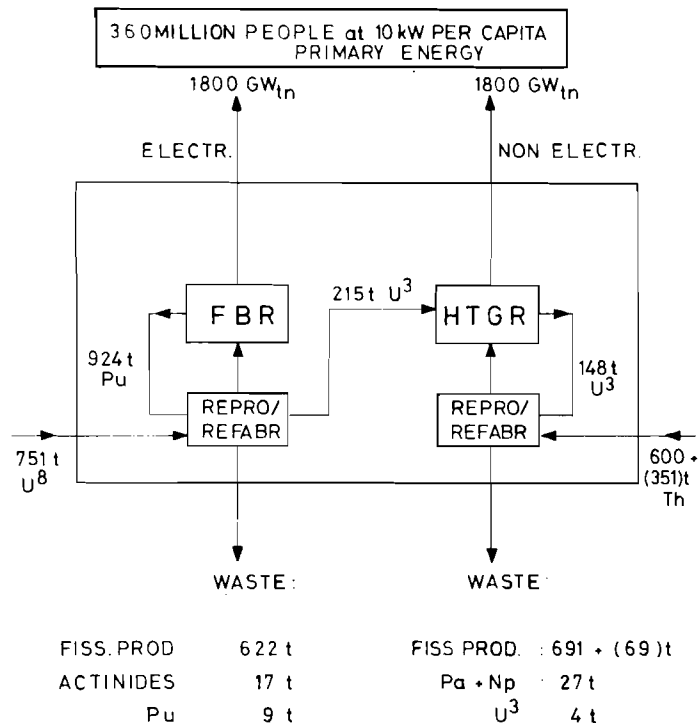 360 MILLION PEOPLE at 10 kW PER CAPITA
PRIMARY ENERGY
1800 GWtn
1800 GWtn
ELECTR.
NON ELECTR.
215 t U³
FBR
HTGR
924 t
Pu
148 t
U³
REPRO/
REFABR
REPRO/
REFABR
751 t
U⁸
600 +
(351)t
Th
WASTE:
WASTE
FISS. PROD 622 t
ACTINIDES 17 t
Pu 9 t
FISS PROD. : 691 + (69)t
Pa + Np : 27 t
U³ 4 t